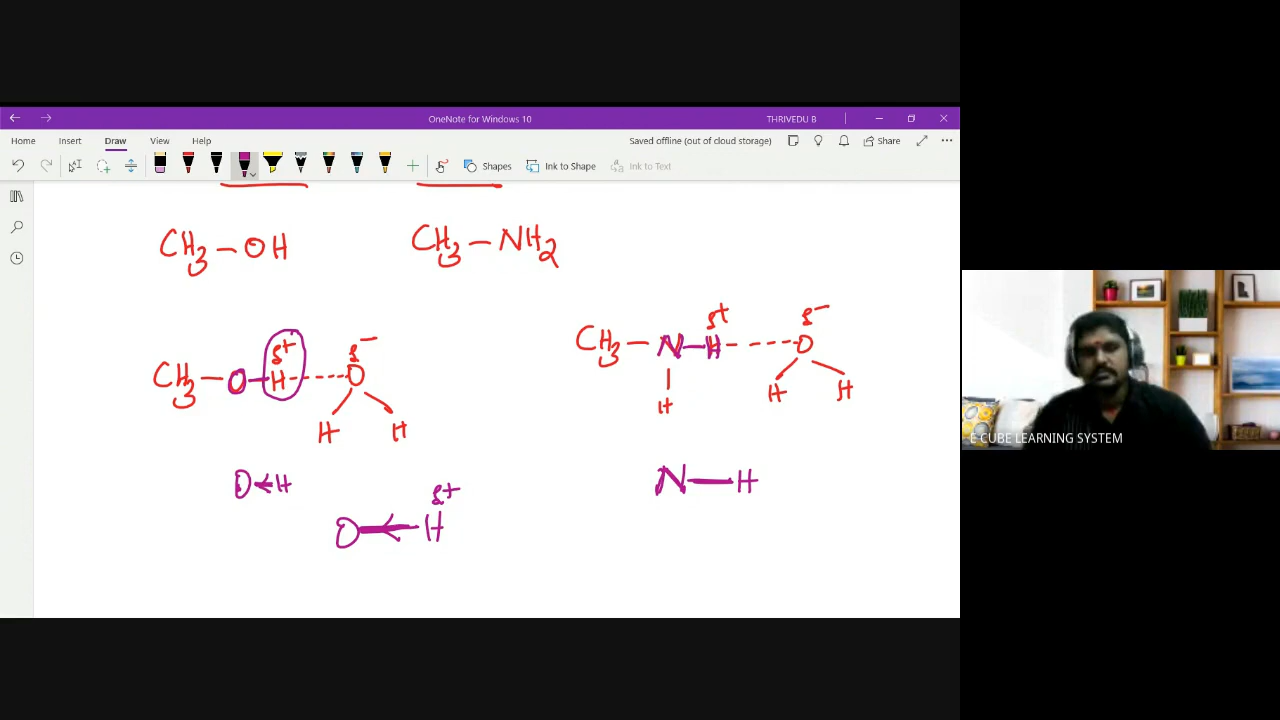 OneNote for Windows 10
THRIVEDU B
Home Insert Draw View Help
Saved offline (out of cloud storage)
Share
Shapes
Ink to Shape
Ink to Text
CH3 – OH
CH3 – NH2
δ+ δ–
CH3 – O – H ---- O
H H
δ+ δ–
CH3 – N – H ---- O
H H H
O ← H
δ+
O ← H
N — H
E CUBE LEARNING SYSTEM